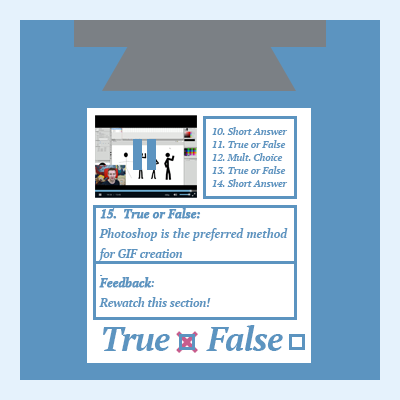 10. Short Answer
11. True or False
12. Mult. Choice
13. True or False
14. Short Answer
15. True or False:
Photoshop is the preferred method
for GIF creation
Feedback:
Rewatch this section!
True False